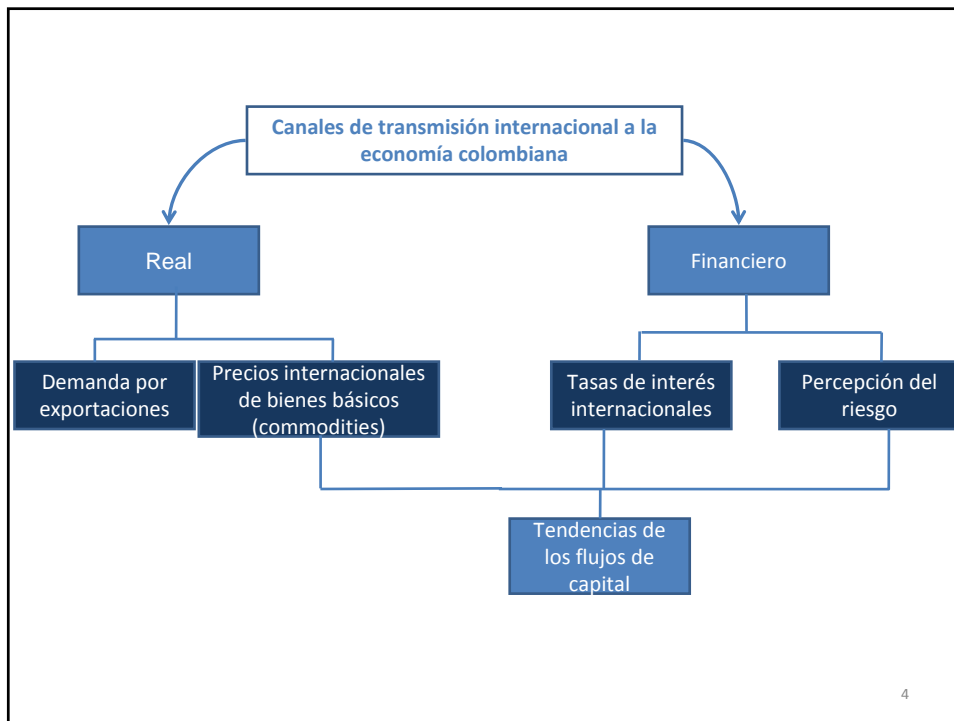 Canales de transmisión internacional a la
economía colombiana
Real
Financiero
Demanda por
exportaciones
Precios internacionales
de bienes básicos
(commodities)
Tasas de interés
internacionales
Percepción del
riesgo
Tendencias de
los flujos de
capital
4